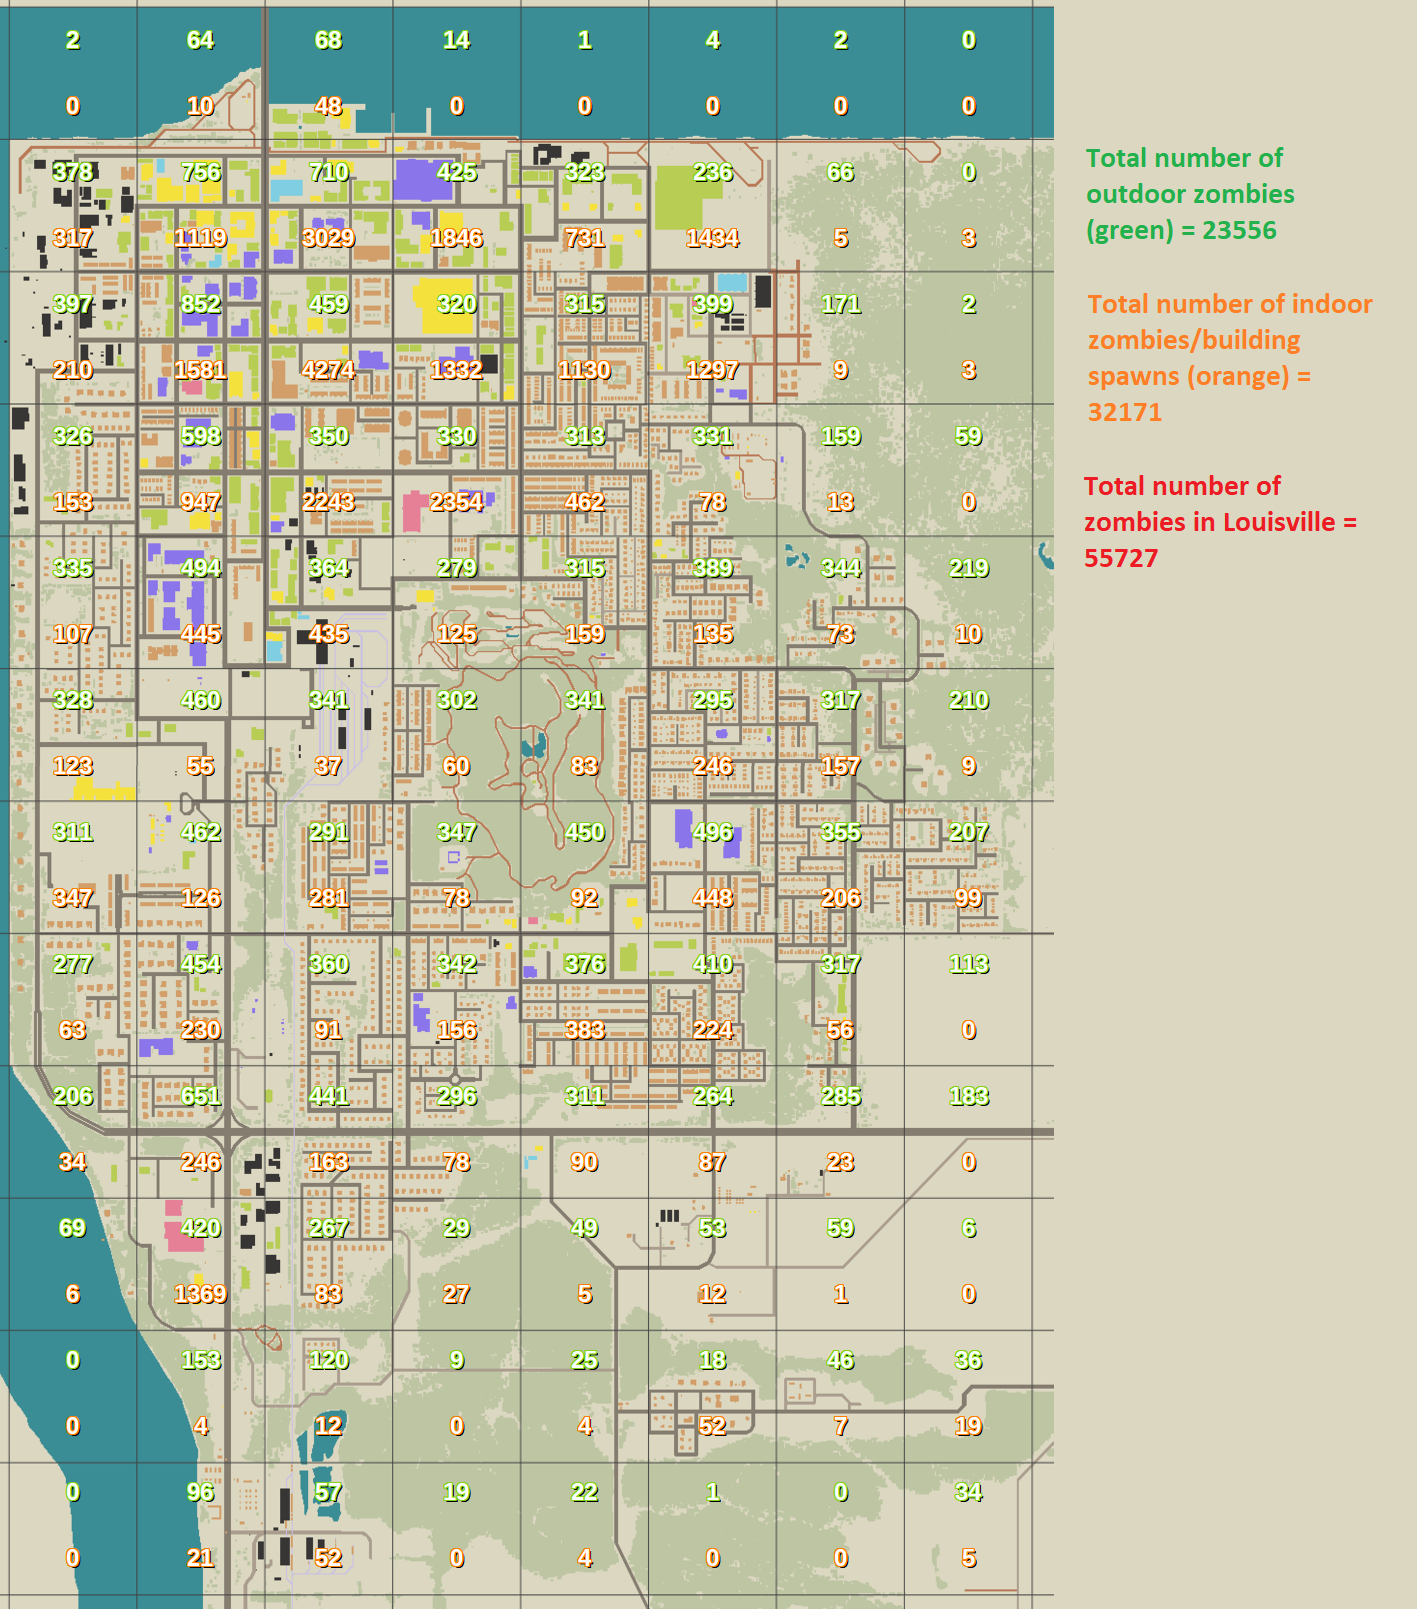 2 64 68 14 1 4 2 0
0 10 48 0 0 0 0 0
378 756 710 425 323 236 66 0
Total number of
outdoor zombies
(green) = 23556
317 1119 3029 1846 731 1434 5 3
397 852 459 320 315 399 171 2
Total number of indoor
zombies/building
spawns (orange) =
32171
210 1581 4274 1332 1130 1297 9 3
326 598 350 330 313 331 159 59
153 947 2243 2354 462 78 13 0
Total number of
zombies in Louisville =
55727
335 494 364 279 315 389 344 219
107 445 435 125 159 135 73 10
328 460 341 302 341 295 317 210
123 55 37 60 83 246 157 9
311 462 291 347 450 496 355 207
347 126 281 78 92 448 206 99
277 454 360 342 376 410 317 113
63 230 91 156 383 224 56 0
206 651 441 296 311 264 285 183
34 246 163 78 90 87 23 0
69 420 267 29 49 53 59 6
6 1369 83 27 5 12 1 0
0 153 120 9 25 18 46 36
0 4 12 0 4 52 7 19
0 96 57 19 22 1 0 34
0 21 52 0 4 0 0 5